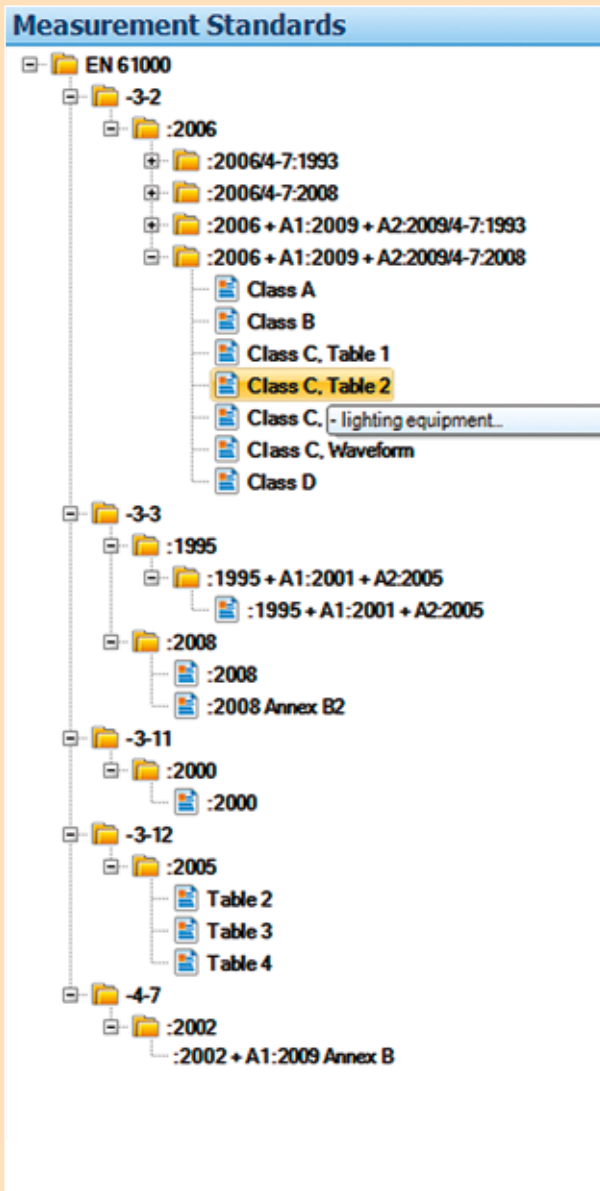 Measurement Standards
EN 61000
-3-2
:2006
:2006/4-7:1993
:2006/4-7:2008
:2006 + A1:2009 + A2:2009/4-7:1993
:2006 + A1:2009 + A2:2009/4-7:2008
Class A
Class B
Class C, Table 1
Class C, Table 2
Class C, - lighting equipment...
Class C, Waveform
Class D
-3-3
:1995
:1995 + A1:2001 + A2:2005
:1995 + A1:2001 + A2:2005
:2008
:2008
:2008 Annex B2
-3-11
:2000
:2000
-3-12
:2005
Table 2
Table 3
Table 4
-4-7
:2002
:2002 + A1:2009 Annex B